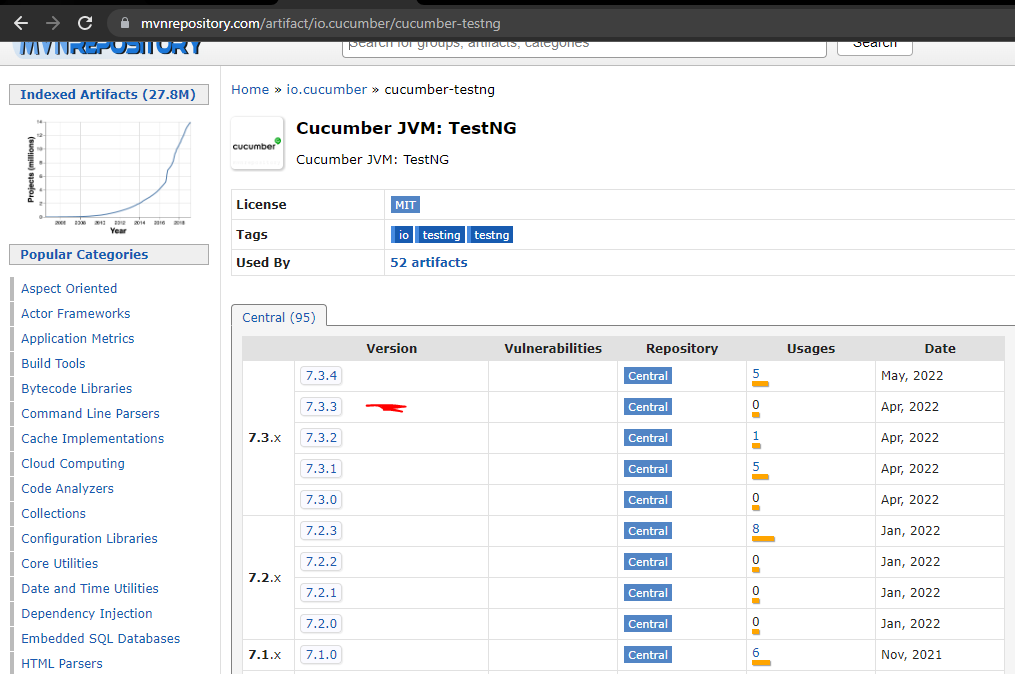 mvnrepository.com/artifact/io.cucumber/cucumber-testng
MVNREPOSITORY
Search for groups, artifacts, categories
Search
Indexed Artifacts (27.8M)
Projects (millions)
Year
Popular Categories
Aspect Oriented
Actor Frameworks
Application Metrics
Build Tools
Bytecode Libraries
Command Line Parsers
Cache Implementations
Cloud Computing
Code Analyzers
Collections
Configuration Libraries
Core Utilities
Date and Time Utilities
Dependency Injection
Embedded SQL Databases
HTML Parsers
Home » io.cucumber » cucumber-testng
cucumber
Cucumber JVM: TestNG
Cucumber JVM: TestNG
License MIT
Tags io testing testng
Used By 52 artifacts
Central (95)
Version Vulnerabilities Repository Usages Date
7.3.4 Central 5 May, 2022
7.3.3 Central 0 Apr, 2022
7.3.x 7.3.2 Central 1 Apr, 2022
7.3.1 Central 5 Apr, 2022
7.3.0 Central 0 Apr, 2022
7.2.3 Central 8 Jan, 2022
7.2.2 Central 0 Jan, 2022
7.2.x
7.2.1 Central 0 Jan, 2022
7.2.0 Central 0 Jan, 2022
7.1.x 7.1.0 Central 6 Nov, 2021